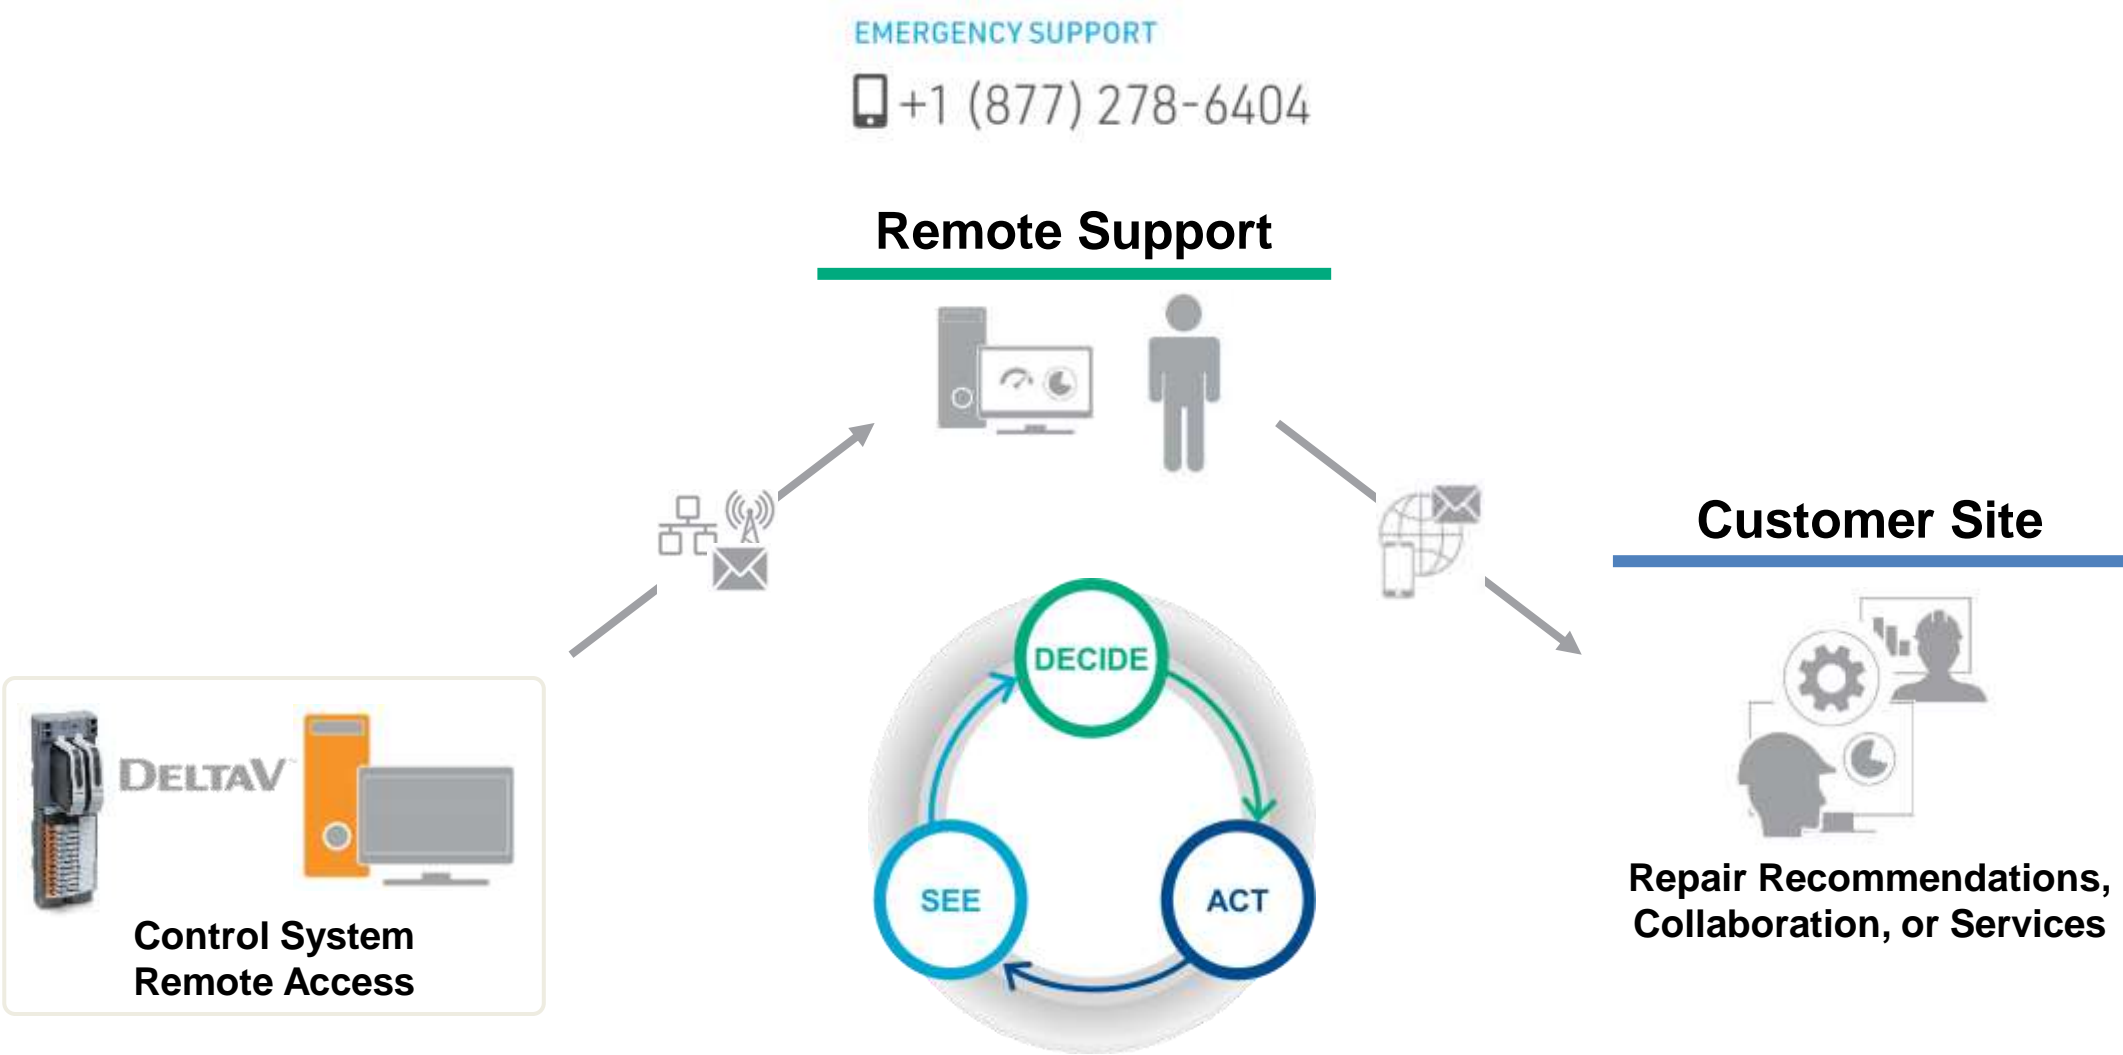 EMERGENCY SUPPORT
+1 (877) 278-6404
Remote Support
Customer Site
DECIDE
SEE
ACT
DELTAV™
Control System
Remote Access
Repair Recommendations,
Collaboration, or Services